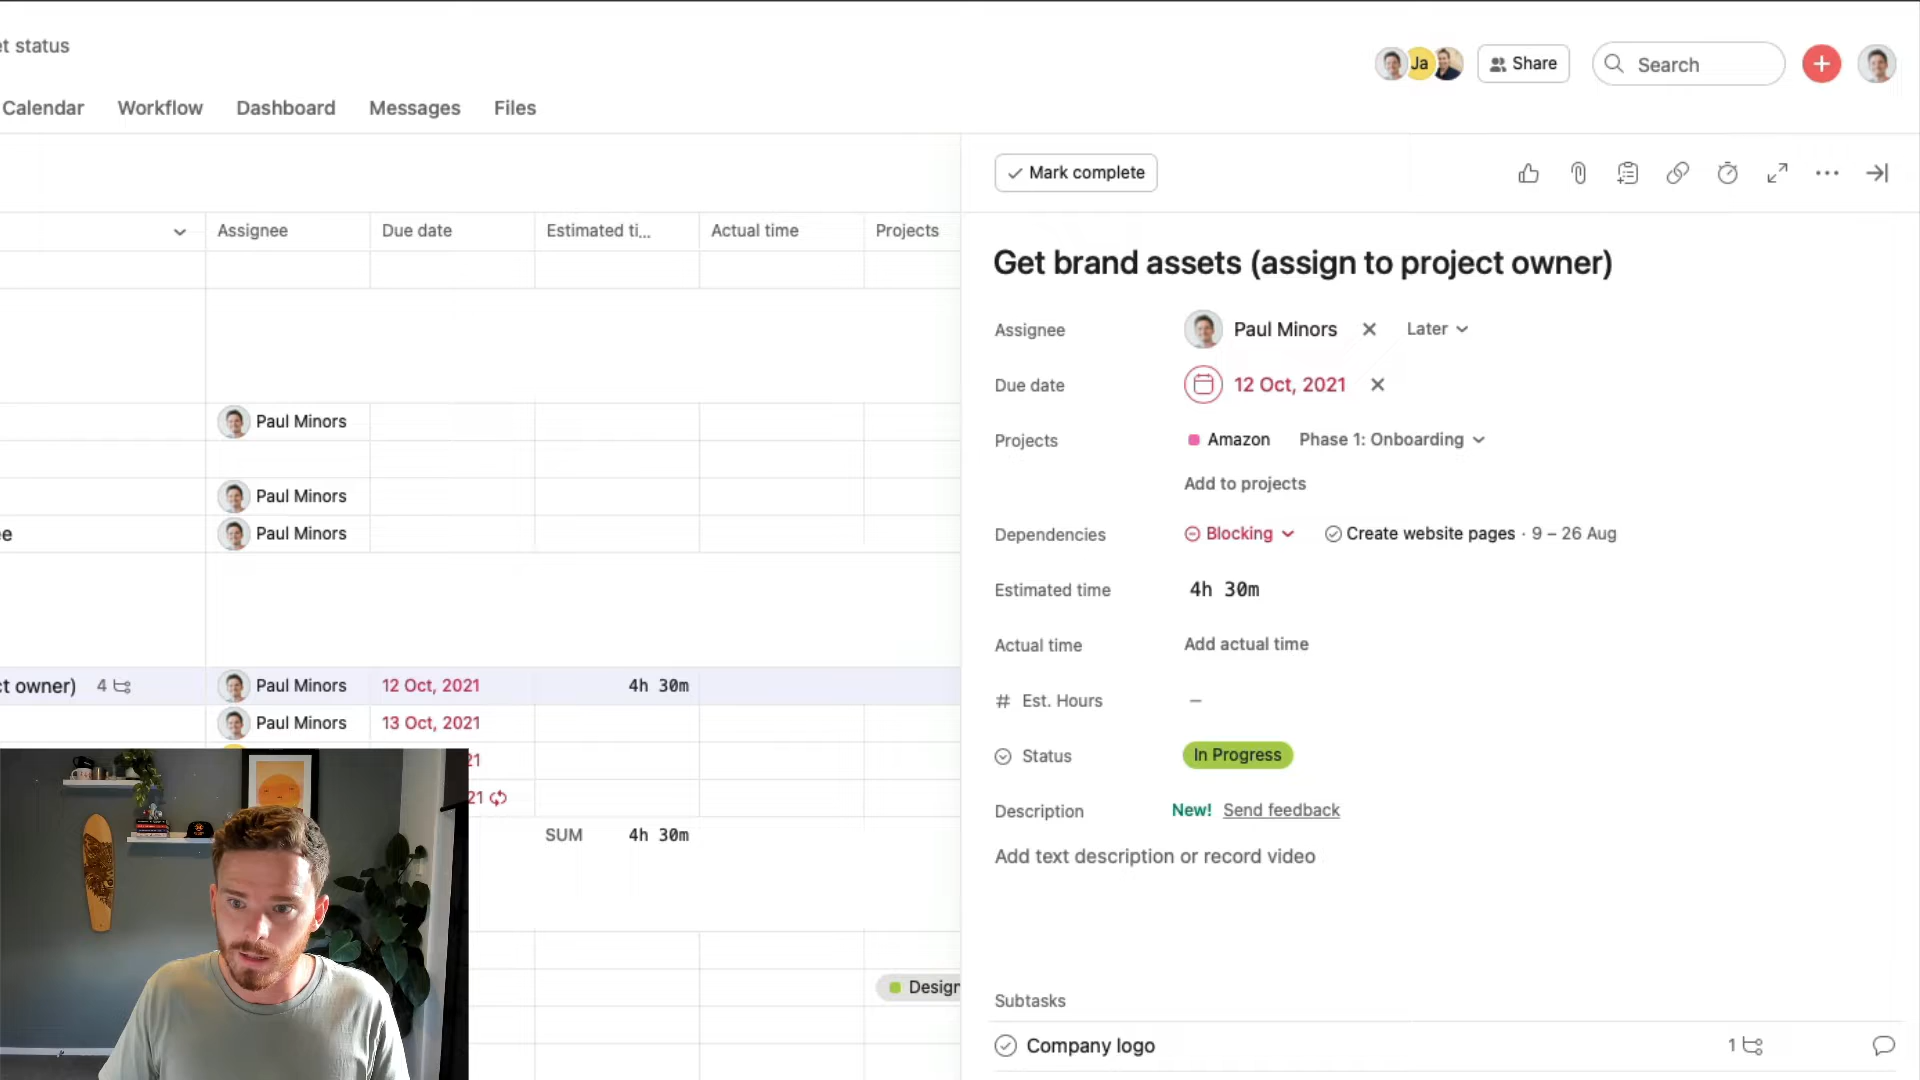 et status
Ja
Share
Search
Calendar Workflow Dashboard Messages Files
Mark complete
Assignee Due date Estimated ti... Actual time Projects
Get brand assets (assign to project owner)
Assignee Paul Minors Later
Due date 12 Oct, 2021
Projects Amazon Phase 1: Onboarding
Add to projects
Dependencies Blocking Create website pages · 9 – 26 Aug
Estimated time 4h 30m
Actual time Add actual time
# Est. Hours –
Status In Progress
Description New! Send feedback
Add text description or record video
Subtasks
Company logo 1
Paul Minors
Paul Minors
e Paul Minors
ct owner) 4 Paul Minors 12 Oct, 2021 4h 30m
Paul Minors 13 Oct, 2021
21
21
SUM 4h 30m
Design